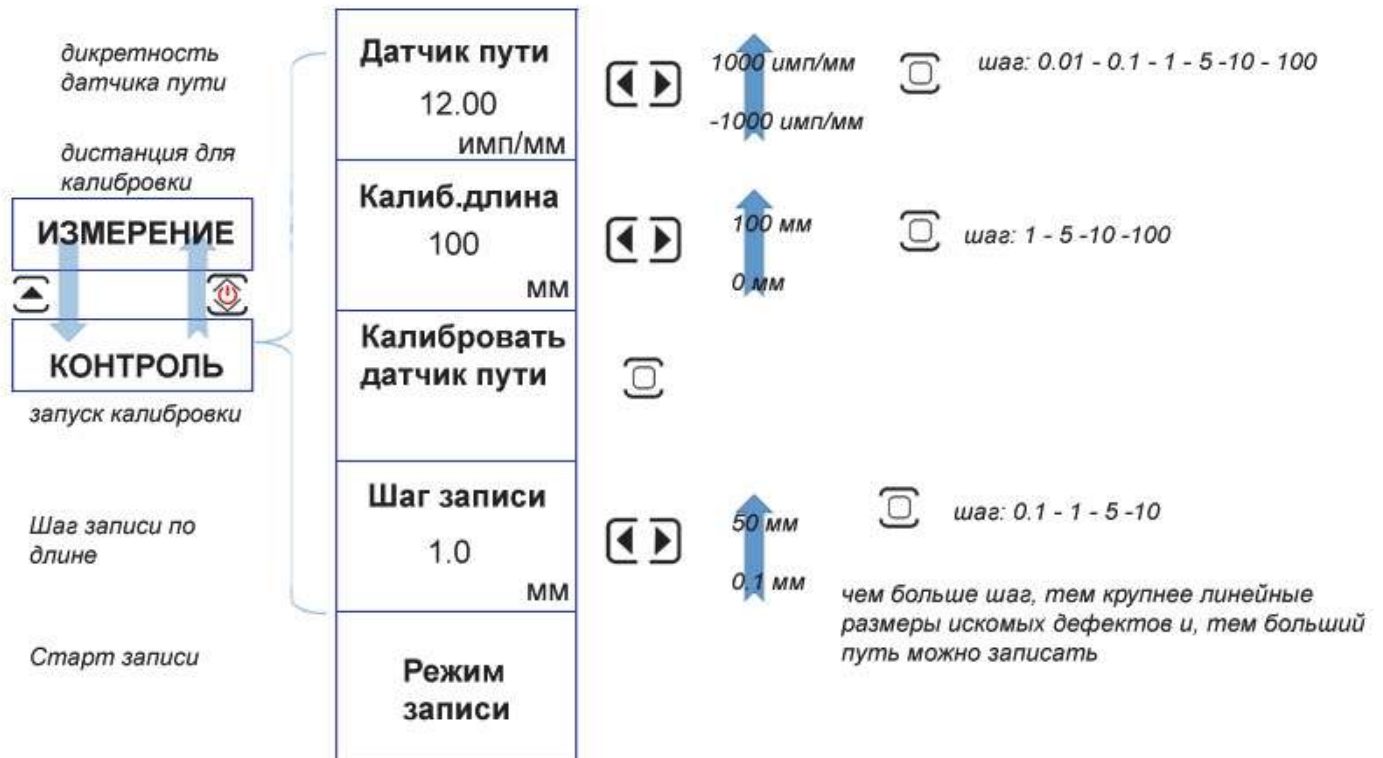 дикретность
датчика пути
дистанция для
калибровки
ИЗМЕРЕНИЕ
КОНТРОЛЬ
запуск калибровки
Шаг записи по
длине
Старт записи
Датчик пути
12.00
имп/мм
1000 имп/мм
-1000 имп/мм
шаг: 0.01 - 0.1 - 1 - 5 -10 - 100
Калиб.длина
100
мм
100 мм
0 мм
шаг: 1 - 5 -10 -100
Калибровать
датчик пути
Шаг записи
1.0
мм
50 мм
0,1 мм
шаг: 0.1 - 1 - 5 -10
чем больше шаг, тем крупнее линейные
размеры искомых дефектов и, тем больший
путь можно записать
Режим
записи